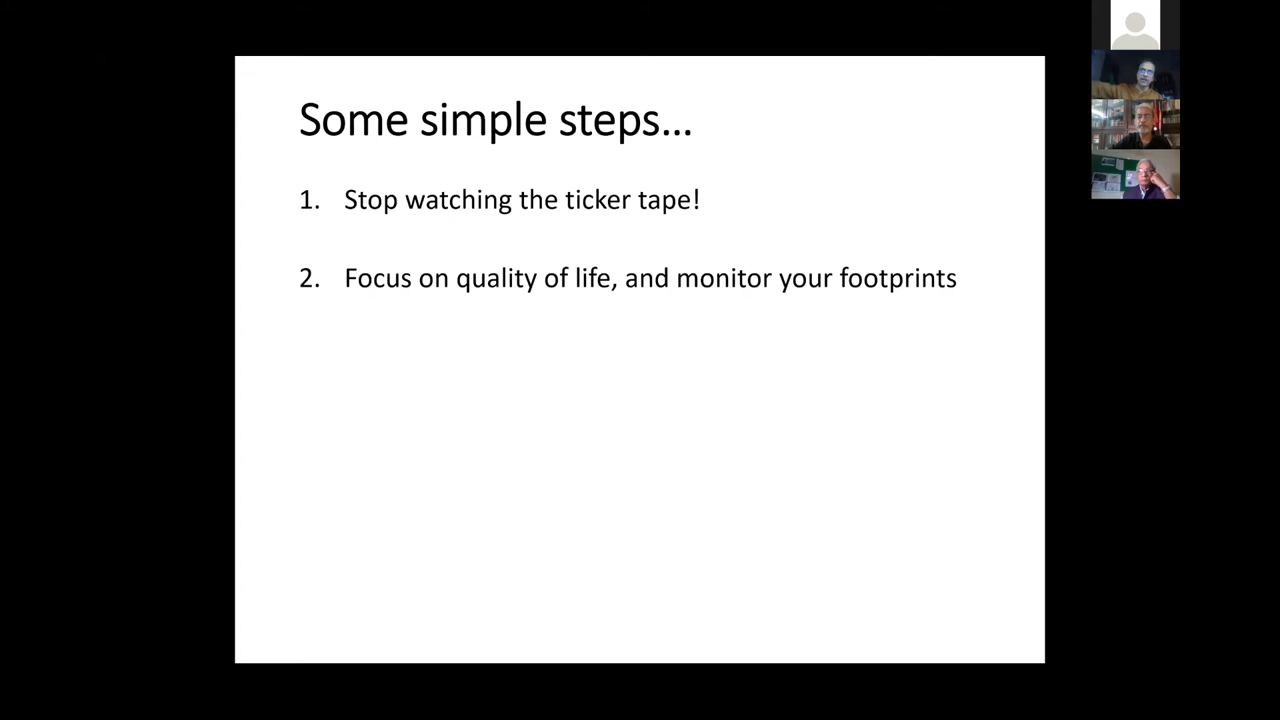 Some simple steps...
1. Stop watching the ticker tape!
2. Focus on quality of life, and monitor your footprints